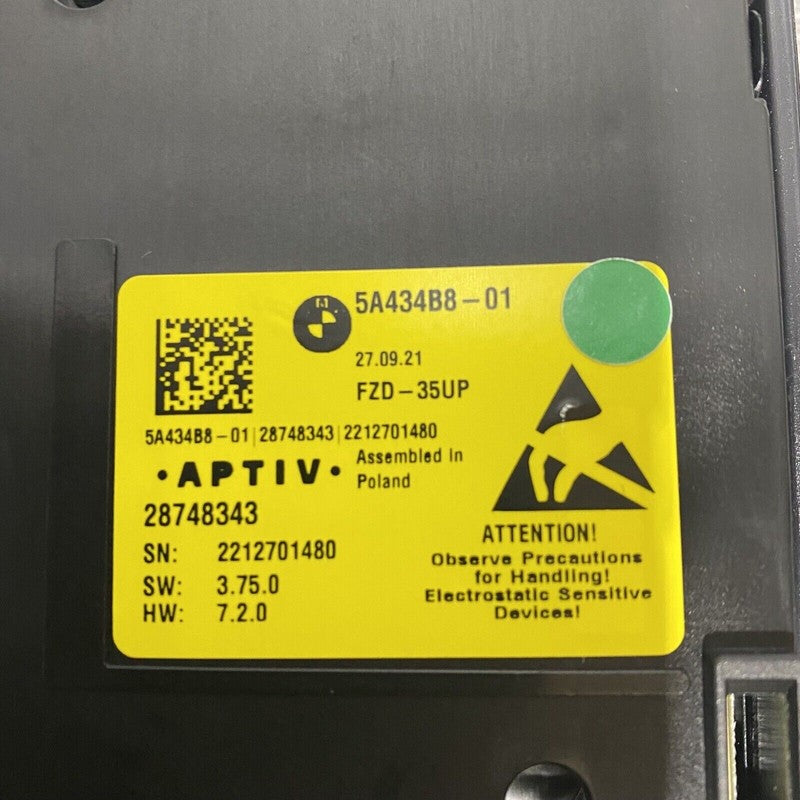 5A434B8-01
27.09.21
FZD-35UP
5A434B8-01|28748343|2212701480
•APTIV•
Assembled in
Poland
28748343
SN: 2212701480
SW: 3.75.0
HW: 7.2.0
ATTENTION!
Observe Precautions
for Handling!
Electrostatic Sensitive
Devices!